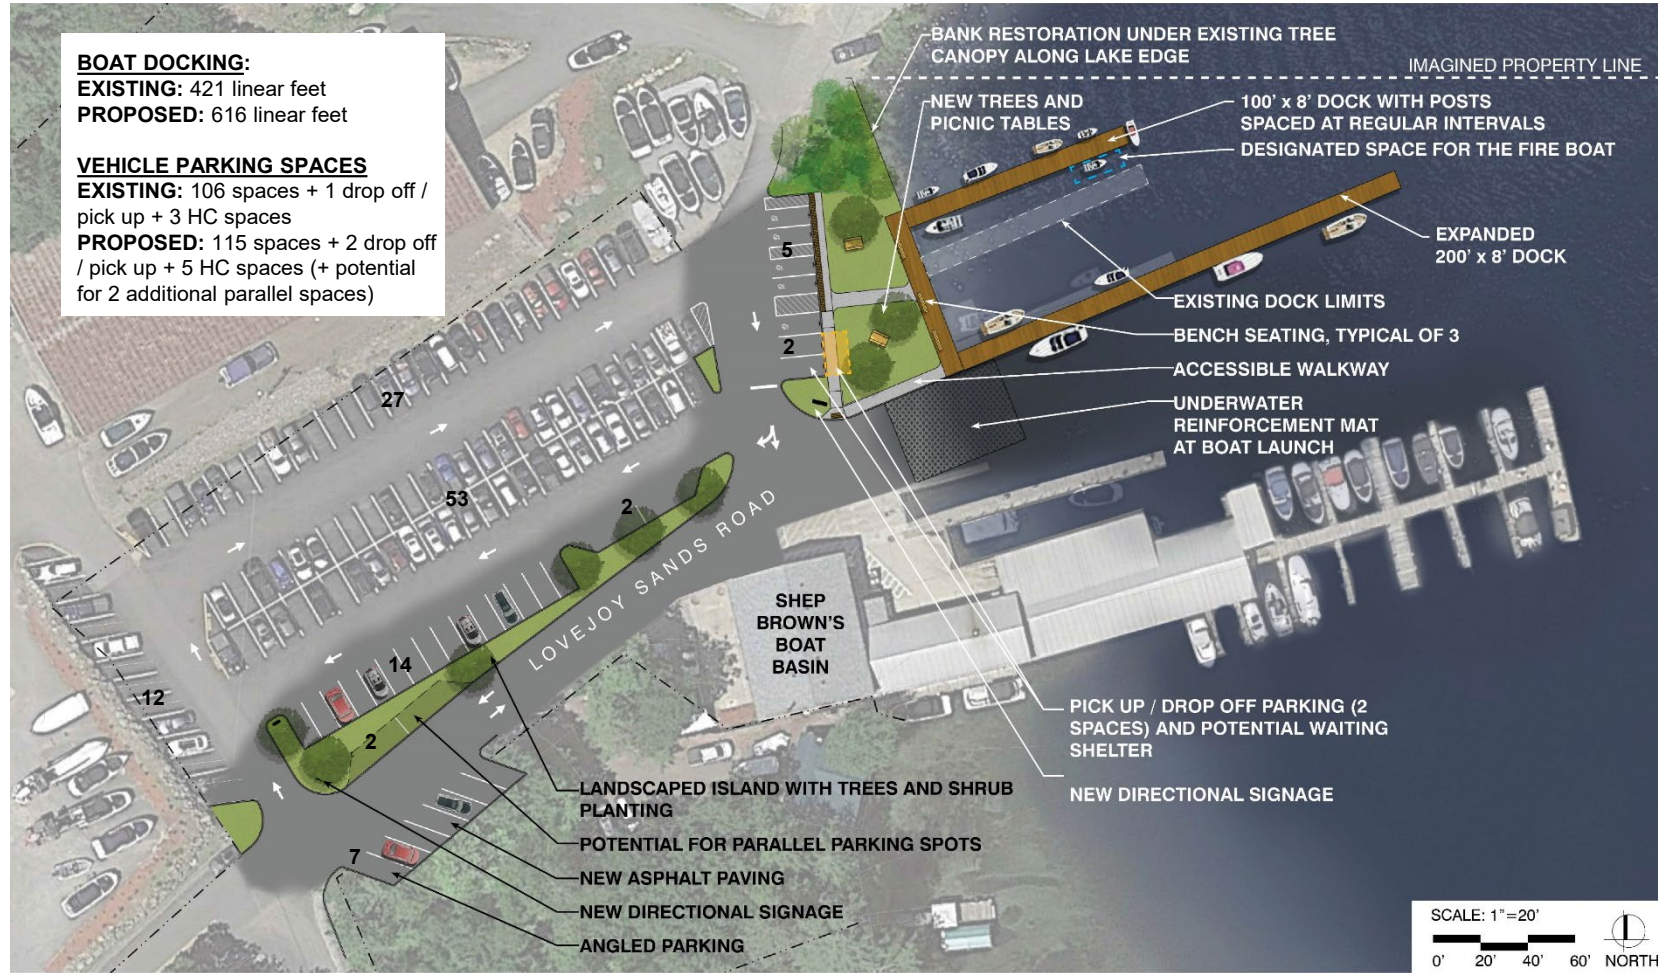 BOAT DOCKING:
EXISTING: 421 linear feet
PROPOSED: 616 linear feet
VEHICLE PARKING SPACES
EXISTING: 106 spaces + 1 drop off /
pick up + 3 HC spaces
PROPOSED: 115 spaces + 2 drop off
/ pick up + 5 HC spaces (+ potential
for 2 additional parallel spaces)
BANK RESTORATION UNDER EXISTING TREE
CANOPY ALONG LAKE EDGE
IMAGINED PROPERTY LINE
NEW TREES AND
PICNIC TABLES
100' x 8' DOCK WITH POSTS
SPACED AT REGULAR INTERVALS
DESIGNATED SPACE FOR THE FIRE BOAT
EXPANDED
200' x 8' DOCK
EXISTING DOCK LIMITS
BENCH SEATING, TYPICAL OF 3
ACCESSIBLE WALKWAY
UNDERWATER
REINFORCEMENT MAT
AT BOAT LAUNCH
5
2
27
53
2
14
12
2
7
LOVEJOY SANDS ROAD
SHEP
BROWN'S
BOAT
BASIN
PICK UP / DROP OFF PARKING (2
SPACES) AND POTENTIAL WAITING
SHELTER
NEW DIRECTIONAL SIGNAGE
LANDSCAPED ISLAND WITH TREES AND SHRUB
PLANTING
POTENTIAL FOR PARALLEL PARKING SPOTS
NEW ASPHALT PAVING
NEW DIRECTIONAL SIGNAGE
ANGLED PARKING
SCALE: 1"=20'
0' 20' 40' 60' NORTH